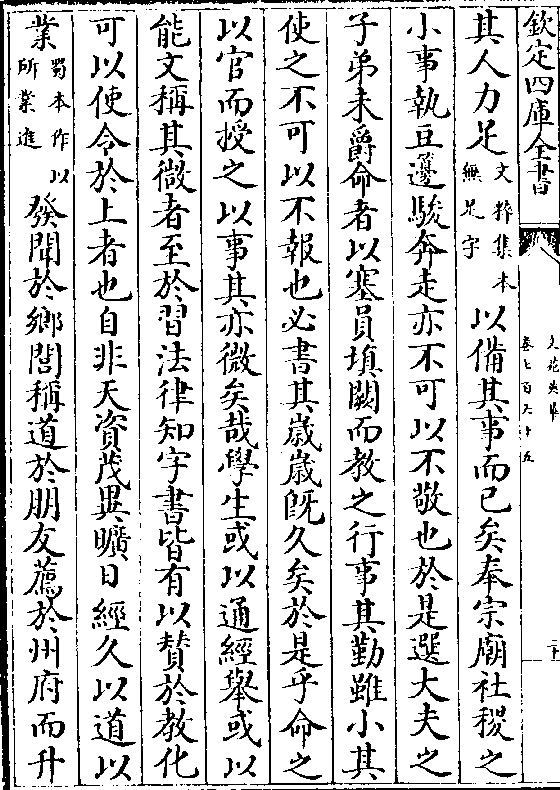 欽定四庫全書
文苑英華
卷七百六十五
二十
其人力足文粹集本無足字以備其事而已矣奉宗廟社稷之
小事執豆籩駿奔走亦不可以不敬也於是選大夫之
子弟未爵命者以塞員填闕而教之行事其勤雖小其
使之不可以不報也必書其歲歲旣久矣於是乎命之
以官而授之以事其亦微矣哉學生或以通經舉或以
能文稱其微者至於習法律知字書皆有以贊於教化
可以使令於上者也自非天資茂異曠日經久以道以
業蜀本作以所業進發聞於鄉閭稱道於朋友薦於州府而升